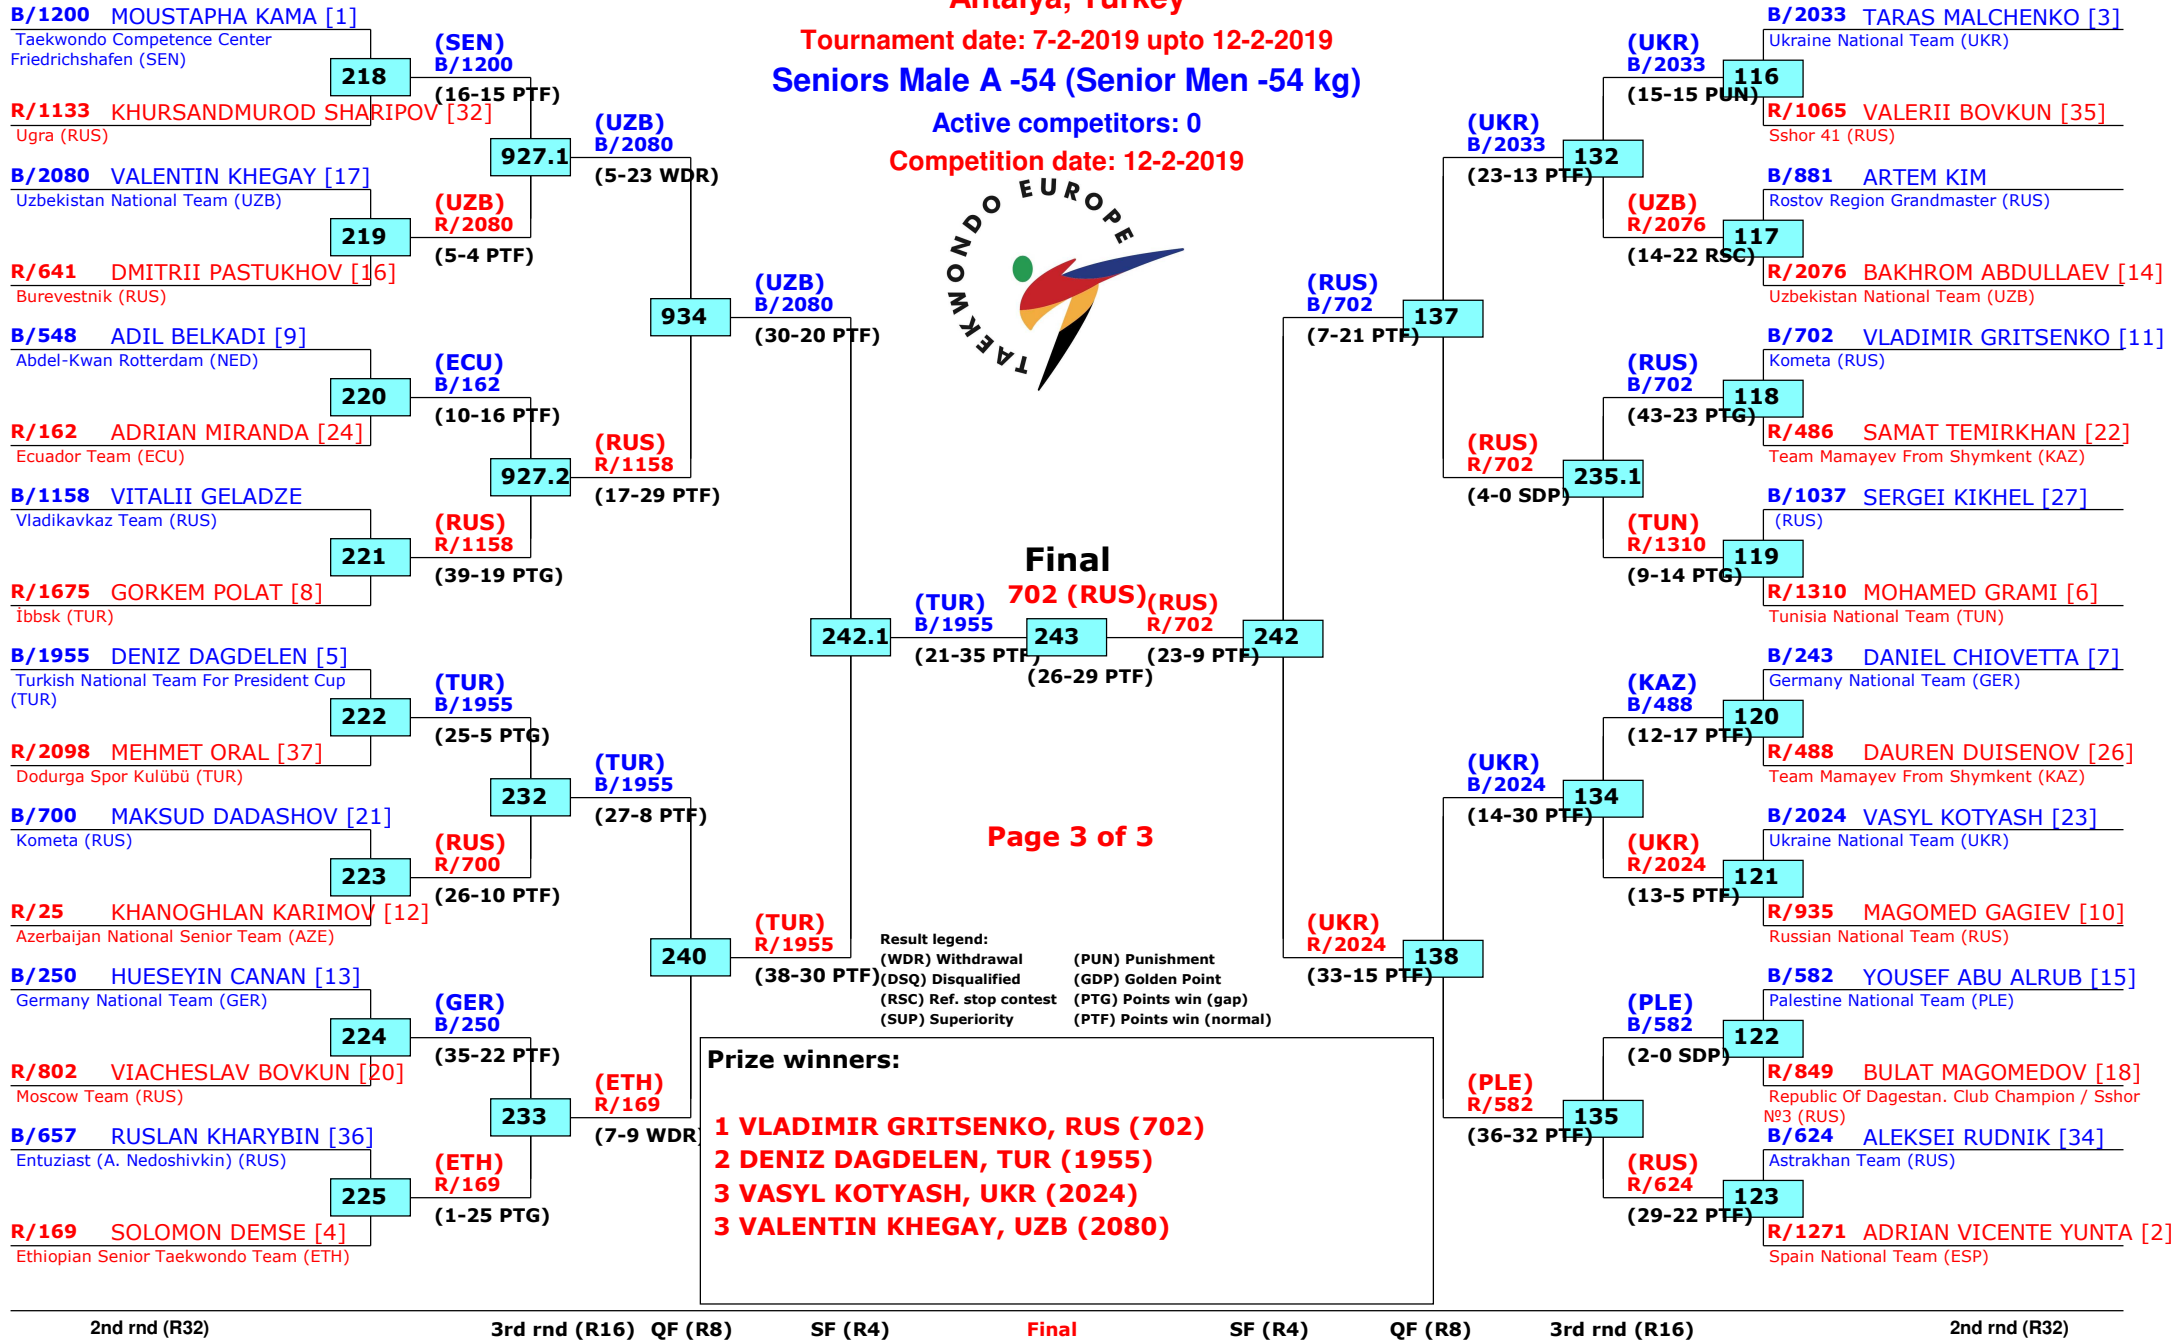 Antalya, Turkey
Tournament date: 7-2-2019 upto 12-2-2019
Seniors Male A -54 (Senior Men -54 kg)
Active competitors: 0
Competition date: 12-2-2019
TAEKWONDO EUROPE
B/1200 MOUSTAPHA KAMA [1]
Taekwondo Competence Center
Friedrichshafen (SEN)
218
R/1133 KHURSANDMUROD SHARIPOV [32]
Ugra (RUS)
B/2080 VALENTIN KHEGAY [17]
Uzbekistan National Team (UZB)
219
R/641 DMITRII PASTUKHOV [16]
Burevestnik (RUS)
B/548 ADIL BELKADI [9]
Abdel-Kwan Rotterdam (NED)
220
R/162 ADRIAN MIRANDA [24]
Ecuador Team (ECU)
B/1158 VITALII GELADZE
Vladikavkaz Team (RUS)
221
R/1675 GORKEM POLAT [8]
İbbsk (TUR)
B/1955 DENIZ DAGDELEN [5]
Turkish National Team For President Cup
(TUR)
222
R/2098 MEHMET ORAL [37]
Dodurga Spor Kulübü (TUR)
B/700 MAKSUD DADASHOV [21]
Kometa (RUS)
223
R/25 KHANOGHLAN KARIMOV [12]
Azerbaijan National Senior Team (AZE)
B/250 HUESEYIN CANAN [13]
Germany National Team (GER)
224
R/802 VIACHESLAV BOVKUN [20]
Moscow Team (RUS)
B/657 RUSLAN KHARYBIN [36]
Entuziast (A. Nedoshivkin) (RUS)
225
R/169 SOLOMON DEMSE [4]
Ethiopian Senior Taekwondo Team (ETH)
(SEN)
B/1200
(16-15 PTF)
927.1
(UZB)
R/2080
(5-4 PTF)
(ECU)
B/162
(10-16 PTF)
927.2
(RUS)
R/1158
(39-19 PTG)
(TUR)
B/1955
(25-5 PTG)
232
(RUS)
R/700
(26-10 PTF)
(GER)
B/250
(35-22 PTF)
233
(ETH)
R/169
(1-25 PTG)
(UZB)
B/2080
(5-23 WDR)
934
(RUS)
R/1158
(17-29 PTF)
(TUR)
B/1955
(27-8 PTF)
240
(ETH)
R/169
(7-9 WDR)
(UZB)
B/2080
(30-20 PTF)
242.1
(TUR)
R/1955
(38-30 PTF)
(TUR)
B/1955
(21-35 PTF)
Final
702 (RUS)
243
(26-29 PTF)
(RUS)
R/702
(23-9 PTF)
242
(RUS)
B/702
(7-21 PTF)
137
(UKR)
R/2024
(33-15 PTF)
138
(UKR)
B/2033
(23-13 PTF)
132
(RUS)
R/702
(4-0 SDP)
235.1
(UKR)
B/2024
(14-30 PTF)
134
(PLE)
R/582
(36-32 PTF)
135
(UKR)
B/2033
(15-15 PUN)
(UZB)
R/2076
(14-22 RSC)
(RUS)
B/702
(43-23 PTG)
(TUN)
R/1310
(9-14 PTG)
(KAZ)
B/488
(12-17 PTF)
(UKR)
R/2024
(13-5 PTF)
(PLE)
B/582
(2-0 SDP)
(RUS)
R/624
(29-22 PTF)
B/2033 TARAS MALCHENKO [3]
Ukraine National Team (UKR)
116
R/1065 VALERII BOVKUN [35]
Sshor 41 (RUS)
B/881 ARTEM KIM
Rostov Region Grandmaster (RUS)
117
R/2076 BAKHROM ABDULLAEV [14]
Uzbekistan National Team (UZB)
B/702 VLADIMIR GRITSENKO [11]
Kometa (RUS)
118
R/486 SAMAT TEMIRKHAN [22]
Team Mamayev From Shymkent (KAZ)
B/1037 SERGEI KIKHEL [27]
(RUS)
119
R/1310 MOHAMED GRAMI [6]
Tunisia National Team (TUN)
B/243 DANIEL CHIOVETTA [7]
Germany National Team (GER)
120
R/488 DAUREN DUISENOV [26]
Team Mamayev From Shymkent (KAZ)
B/2024 VASYL KOTYASH [23]
Ukraine National Team (UKR)
121
R/935 MAGOMED GAGIEV [10]
Russian National Team (RUS)
B/582 YOUSEF ABU ALRUB [15]
Palestine National Team (PLE)
122
R/849 BULAT MAGOMEDOV [18]
Republic Of Dagestan. Club Champion / Sshor
№3 (RUS)
B/624 ALEKSEI RUDNIK [34]
Astrakhan Team (RUS)
123
R/1271 ADRIAN VICENTE YUNTA [2]
Spain National Team (ESP)
Page 3 of 3
Result legend:
(WDR) Withdrawal (PUN) Punishment
(DSQ) Disqualified (GDP) Golden Point
(RSC) Ref. stop contest (PTG) Points win (gap)
(SUP) Superiority (PTF) Points win (normal)
Prize winners:
1 VLADIMIR GRITSENKO, RUS (702)
2 DENIZ DAGDELEN, TUR (1955)
3 VASYL KOTYASH, UKR (2024)
3 VALENTIN KHEGAY, UZB (2080)
2nd rnd (R32) 3rd rnd (R16) QF (R8) SF (R4) Final SF (R4) QF (R8) 3rd rnd (R16) 2nd rnd (R32)